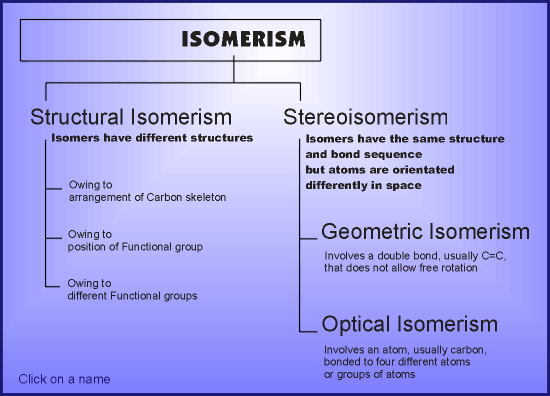 ISOMERISM
Structural Isomerism
Isomers have different structures
Owing to
arrangement of Carbon skeleton
Owing to
position of Functional group
Owing to
different Functional groups
Stereoisomerism
Isomers have the same structure
and bond sequence
but atoms are orientated
differently in space
Geometric Isomerism
Involves a double bond, usually C=C,
that does not allow free rotation
Optical Isomerism
Involves an atom, usually carbon,
bonded to four different atoms
or groups of atoms
Click on a name